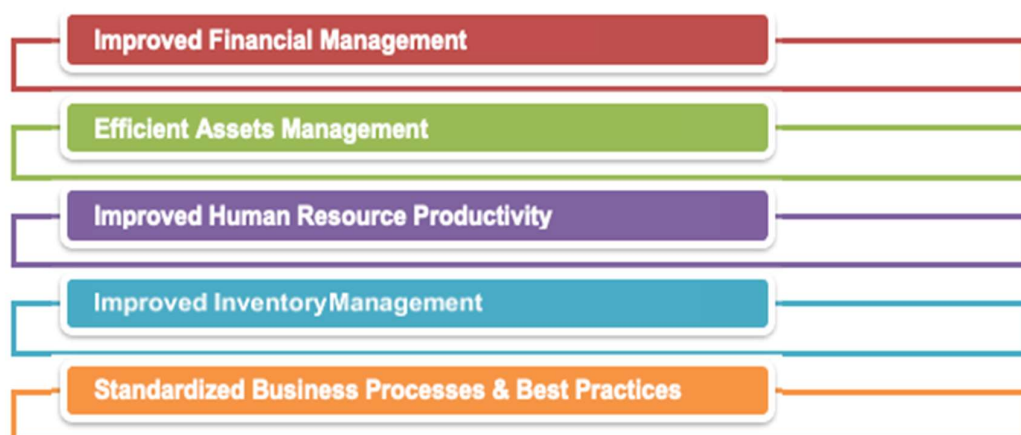 Improved Financial Management
Efficient Assets Management
Improved Human Resource Productivity
Improved InventoryManagement
Standardized Business Processes & Best Practices